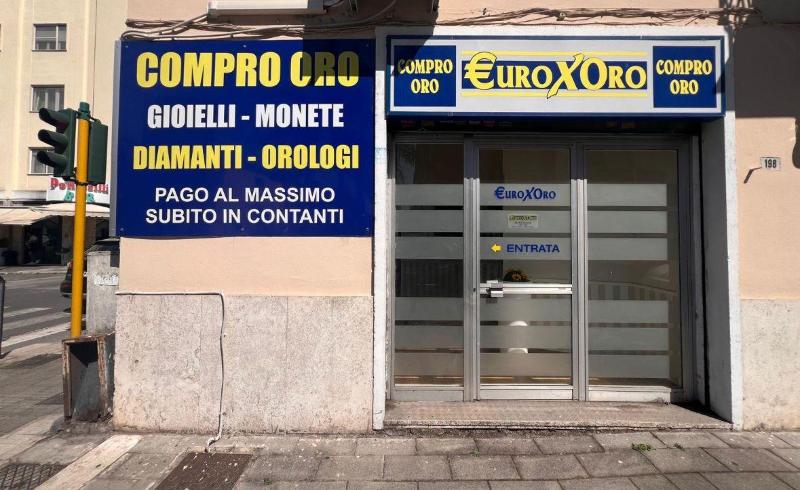 COMPRO ORO
GIOIELLI - MONETE
DIAMANTI - OROLOGI
PAGO AL MASSIMO
SUBITO IN CONTANTI
COMPRO
ORO
€UROXORO
COMPRO
ORO
€UROXORO
ENTRATA
198